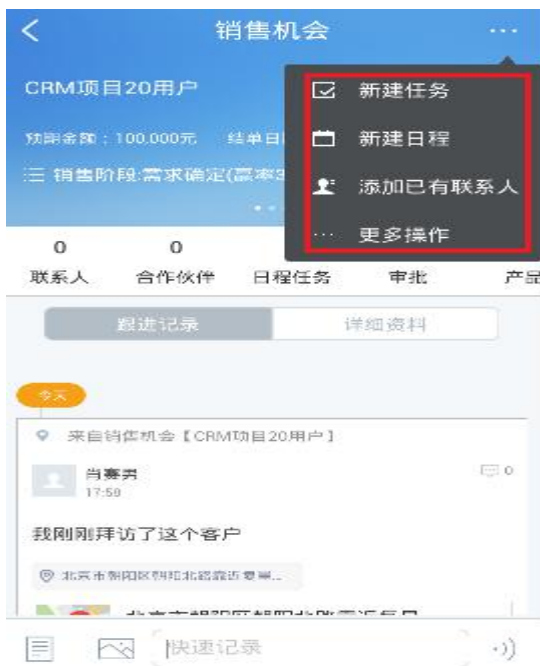 销售机会
CRM项目20用户
新建任务
预期金额：100,000元 结单日
新建日程
销售阶段:需求确定(赢率3
添加已有联系人
更多操作
0 0
联系人 合作伙伴 日程任务 审批 产品
跟进记录 详细资料
今天
来自销售机会【CRM项目20用户】
当赛男
0
17:58
我刚刚拜访了这个客户
北京市朝阳区朝阳北路靠近
快速记录